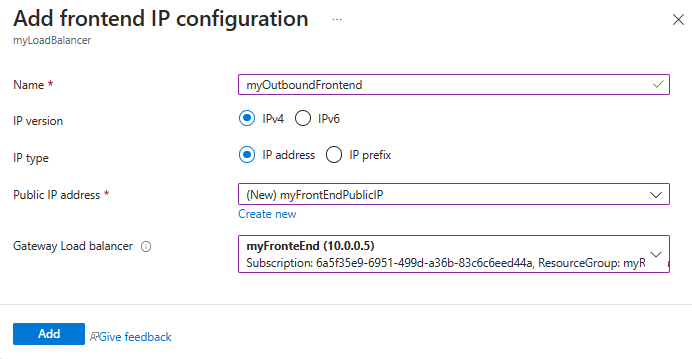 Add frontend IP configuration ...
myLoadBalancer
Name *
myOutboundFrontend
IP version
IPv4
IPv6
IP type
IP address
IP prefix
Public IP address *
(New) myFrontEndPublicIP
Create new
Gateway Load balancer
myFronteEnd (10.0.0.5)
Subscription: 6a5f35e9-6951-499d-a36b-83c6c6eed44a, ResourceGroup: myR
Add
Give feedback